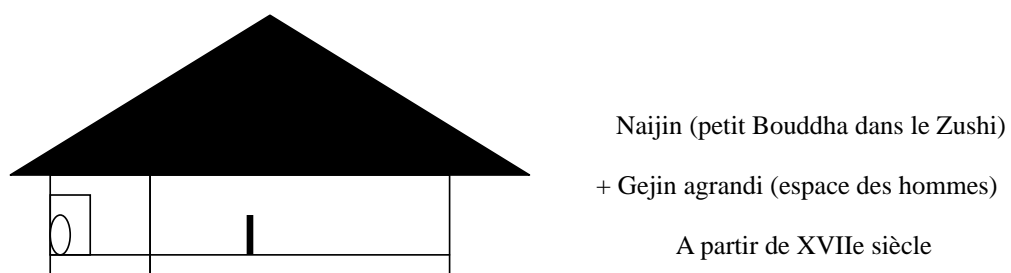 Naijin (petit Bouddha dans le Zushi)
+ Gejin agrandi (espace des hommes)
A partir de XVIIe siècle